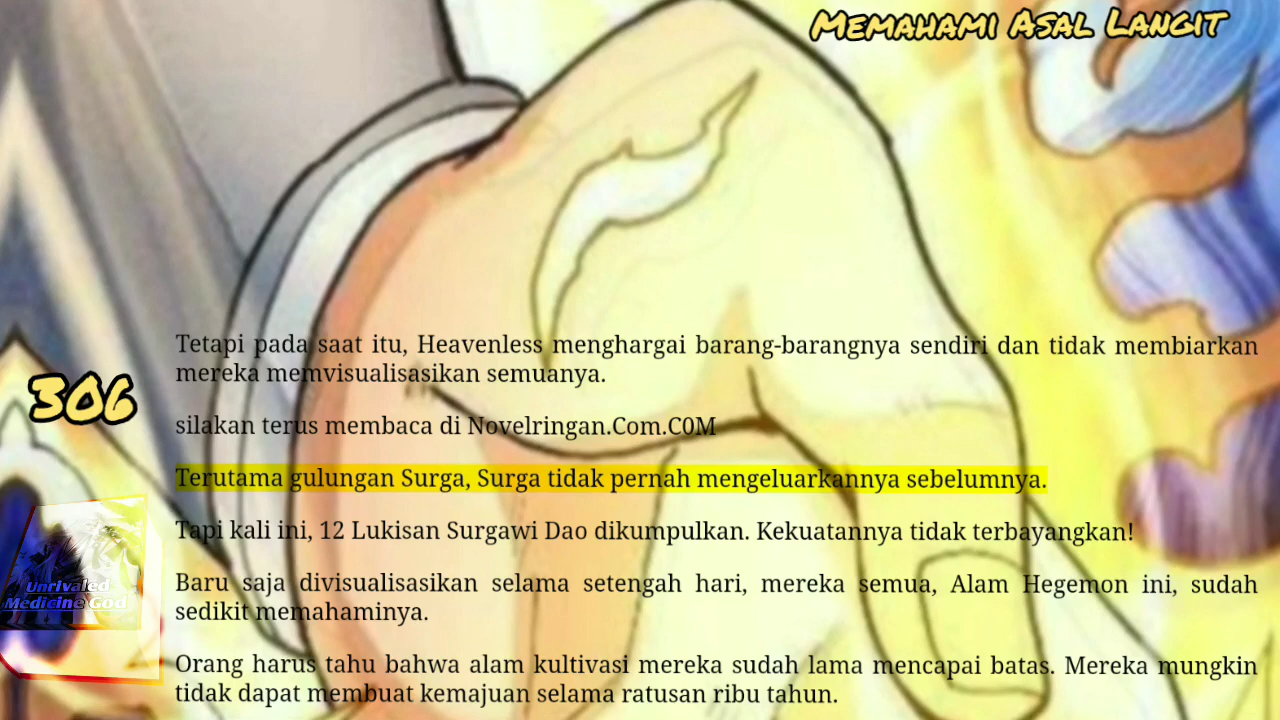 Memahami Asal Langit
Tetapi pada saat itu, Heavenless menghargai barang-barangnya sendiri dan tidak membiarkan
mereka memvisualisasikan semuanya.
306
silakan terus membaca di Novelringan.Com.C0M
Terutama gulungan Surga, Surga tidak pernah mengeluarkannya sebelumnya.
Tapi kali ini, 12 Lukisan Surgawi Dao dikumpulkan. Kekuatannya tidak terbayangkan!
Baru saja divisualisasikan selama setengah hari, mereka semua, Alam Hegemon ini, sudah
sedikit memahaminya.
Unrivaled
Medicine God
Orang harus tahu bahwa alam kultivasi mereka sudah lama mencapai batas. Mereka mungkin
tidak dapat membuat kemajuan selama ratusan ribu tahun.